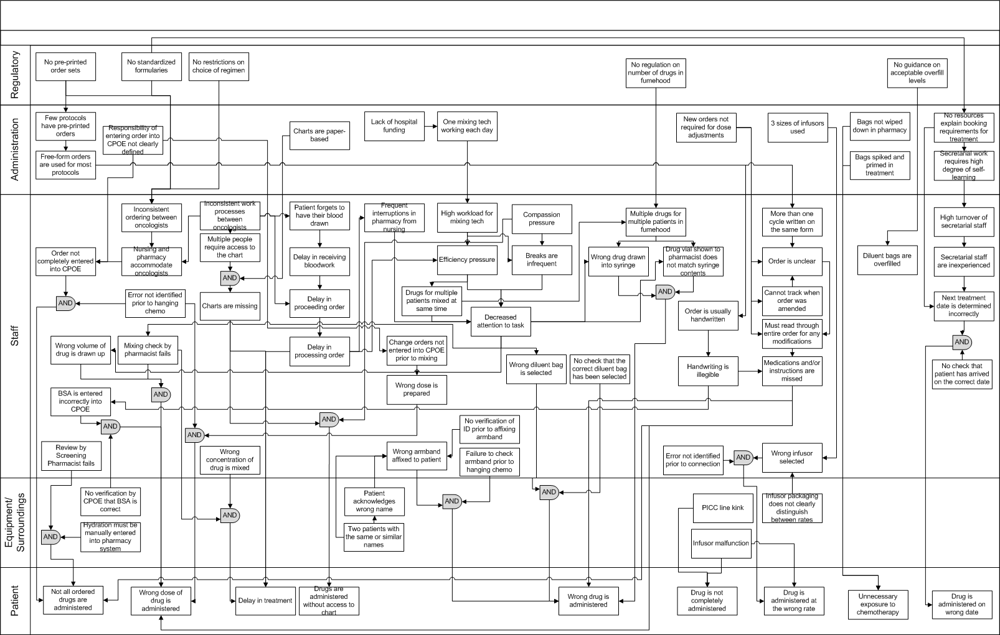 Regulatory
No pre-printed
order sets
No standardized
formularies
No restrictions on
choice of regimen
No regulation on
number of drugs in
fumehood
No guidance on
acceptable overfill
levels
Administration
Few protocols
have pre-printed
orders
Responsibility of
entering order into
CPOE not clearly
defined
Free-form orders
are used for most
protocols
Charts are paper-
based
Lack of hospital
funding
One mixing tech
working each day
New orders not
required for dose
adjustments
3 sizes of infusors
used
Bags not wiped
down in pharmacy
Bags spiked and
primed in
treatment
No resources
explain booking
requirements for
treatment
Secretarial work
requires high
degree of self-
learning
Staff
Inconsistent
ordering between
oncologists
Inconsistent work
processes
between
oncologists
Patient forgets to
have their blood
drawn
Frequent
interruptions in
pharmacy from
nursing
High workload for
mixing tech
Compassion
pressure
Multiple drugs for
multiple patients in
fumehood
More than one
cycle written on
the same form
High turnover of
secretarial staff
Order not
completely entered
into CPOE
Nursing and
pharmacy
accommodate
oncologists
Multiple people
require access to
the chart
Delay in receiving
bloodwork
Efficiency pressure
Breaks are
infrequent
Wrong drug drawn
into syringe
Drug vial shown to
pharmacist does
not match syringe
contents
Order is unclear
Diluent bags are
overfilled
Secretarial staff
are inexperienced
AND
AND
Error not identified
prior to hanging
chemo
Charts are missing
Delay in
proceeding order
Drugs for multiple
patients mixed at
same time
Decreased
attention to task
AND
Order is usually
handwritten
Cannot track when
order was
amended
Next treatment
date is determined
incorrectly
Must read through
entire order for any
modifications
Wrong volume of
drug is drawn up
Mixing check by
pharmacist fails
Delay in
processing order
Change orders not
entered into CPOE
prior to mixing
Wrong diluent bag
is selected
No check that the
correct diluent bag
has been selected
Handwriting is
illegible
Medications and/or
instructions are
missed
AND
No check that
patient has arrived
on the correct date
BSA is entered
incorrectly into
CPOE
AND
Wrong dose is
prepared
AND
AND
AND
No verification of
ID prior to affixing
armband
Review by
Screening
Pharmacist fails
Wrong
concentration of
drug is mixed
Wrong armband
affixed to patient
Failure to check
armband prior to
hanging chemo
Error not identified
prior to connection
AND
Wrong infusor
selected
Equipment/
Surroundings
No verification by
CPOE that BSA is
correct
AND
Patient
acknowledges
wrong name
AND
AND
PICC line kink
Infusor packaging
does not clearly
distinguish
between rates
AND
Hydration must be
manually entered
into pharmacy
system
Two patients with
the same or similar
names
Infusor malfunction
Patient
Not all ordered
drugs are
administered
Wrong dose of
drug is
administered
Delay in treatment
Drugs are
administered
without access to
chart
Wrong drug is
administered
Drug is not
completely
administered
Drug is
administered at
the wrong rate
Unnecessary
exposure to
chemotherapy
Drug is
administered on
wrong date